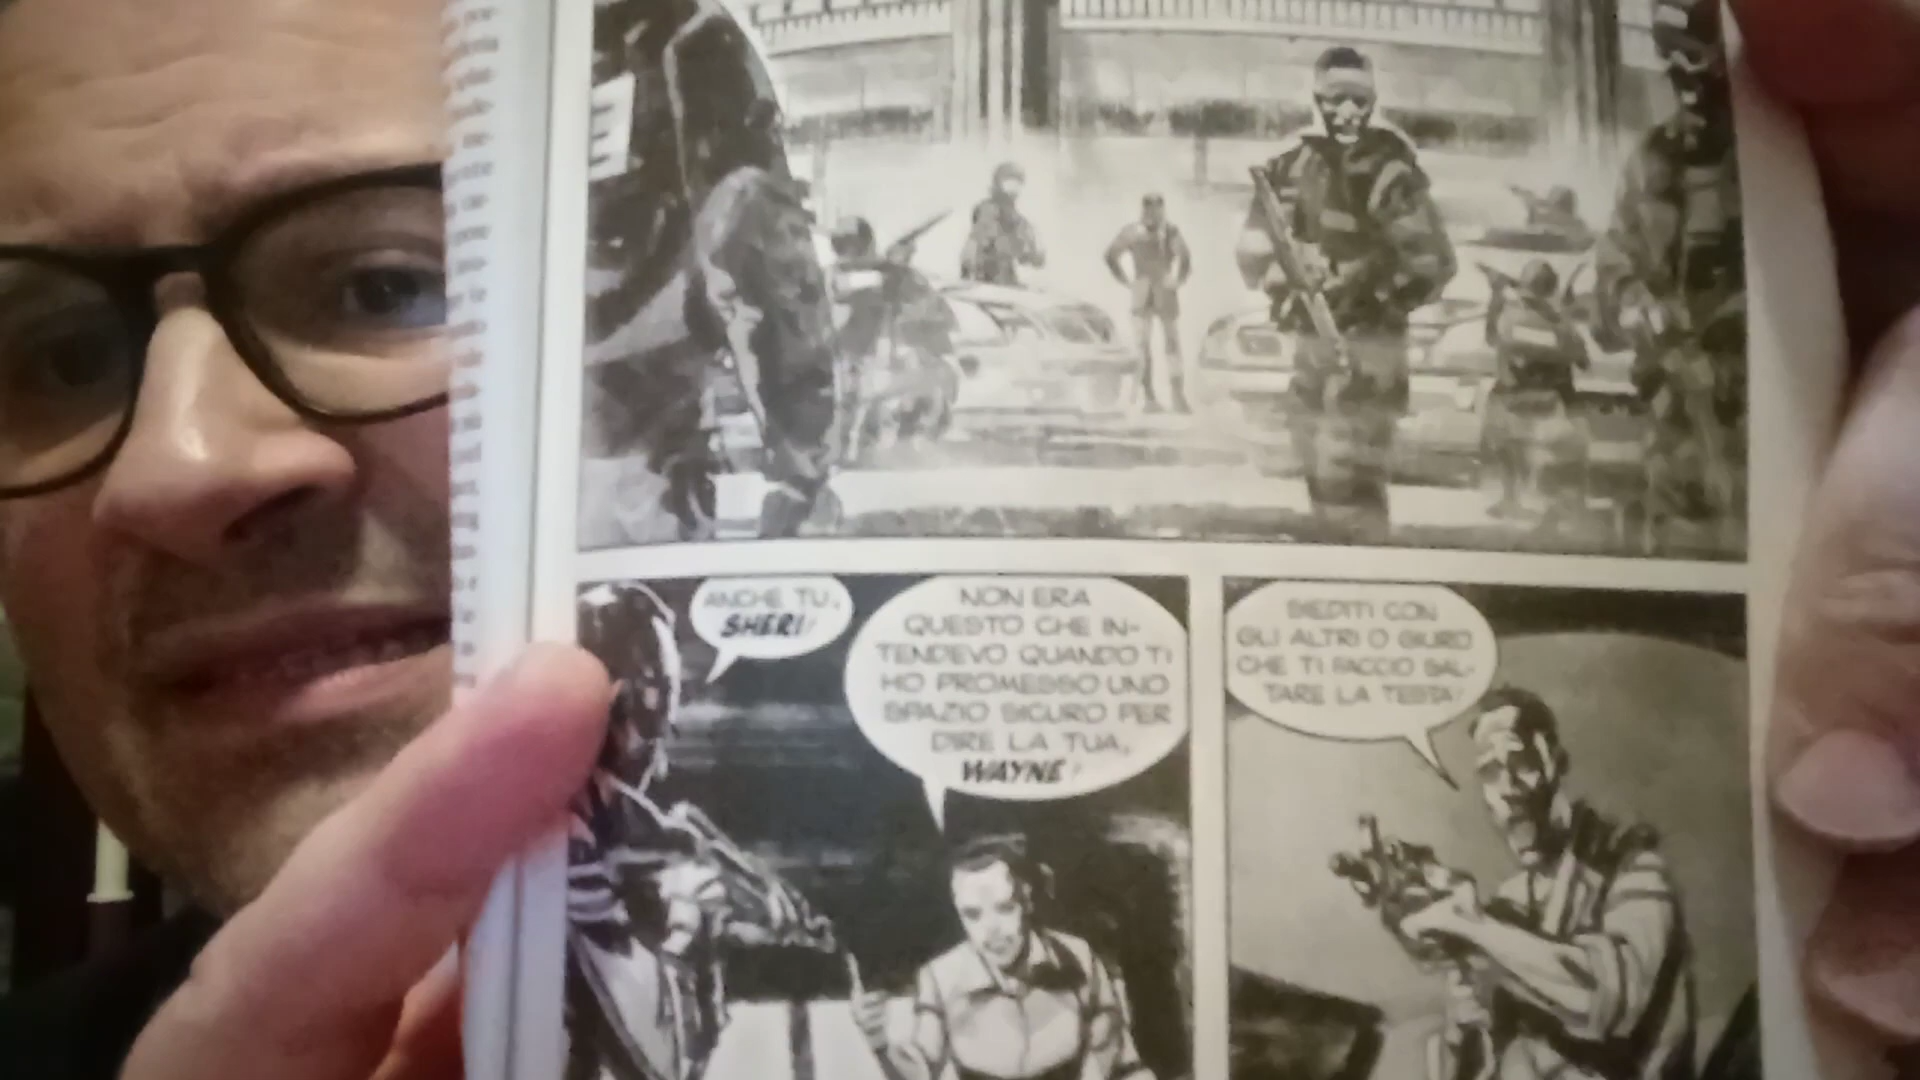 ANCHE TU,
SHERI!
NON ERA
QUESTO CHE IN-
TENDEVO QUANDO TI
HO PROMESSO UNO
SPAZIO SICURO PER
DIRE LA TUA,
WAYNE!
SIEDITI CON
GLI ALTRI O GIURO
CHE TI FACCIO SAL-
TARE LA TESTA!